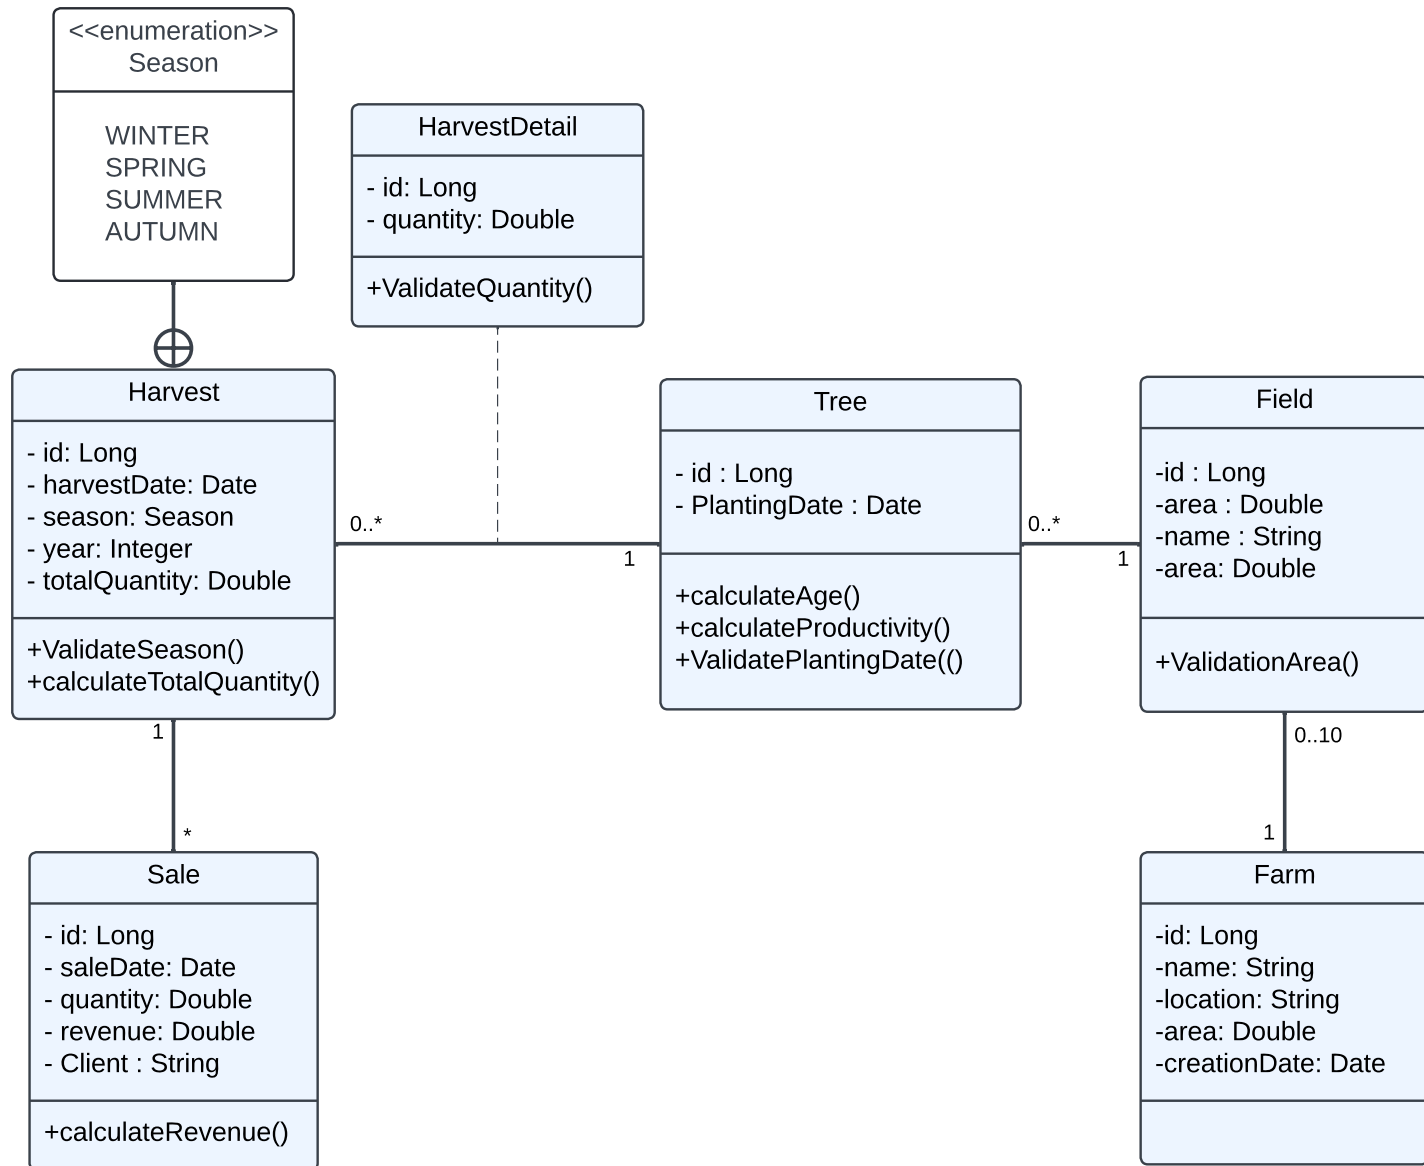 <<enumeration>>
Season
WINTER
SPRING
SUMMER
AUTUMN
HarvestDetail
- id: Long
- quantity: Double
+ValidateQuantity()
Harvest
- id: Long
- harvestDate: Date
- season: Season
- year: Integer
- totalQuantity: Double
+ValidateSeason()
+calculateTotalQuantity()
0..*
1
Tree
- id : Long
- PlantingDate : Date
+calculateAge()
+calculateProductivity()
+ValidatePlantingDate(()
0..*
1
Field
-id : Long
-area : Double
-name : String
-area: Double
+ValidationArea()
1
*
0..10
1
Sale
- id: Long
- saleDate: Date
- quantity: Double
- revenue: Double
- Client : String
+calculateRevenue()
Farm
-id: Long
-name: String
-location: String
-area: Double
-creationDate: Date